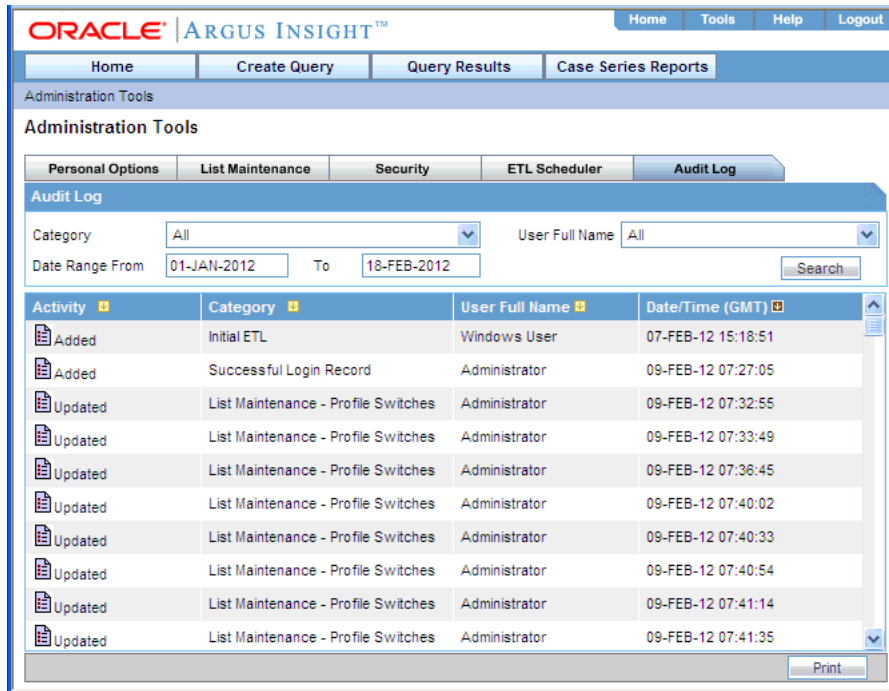 Home Tools Help Logout
ORACLE® | ARGUS INSIGHT™
Home Create Query Query Results Case Series Reports
Administration Tools
Administration Tools
Personal Options List Maintenance Security ETL Scheduler Audit Log
Audit Log
Category All User Full Name All
Date Range From 01-JAN-2012 To 18-FEB-2012 Search
Activity Category User Full Name Date/Time (GMT)
Added Initial ETL Windows User 07-FEB-12 15:18:51
Added Successful Login Record Administrator 09-FEB-12 07:27:05
Updated List Maintenance - Profile Switches Administrator 09-FEB-12 07:32:55
Updated List Maintenance - Profile Switches Administrator 09-FEB-12 07:33:49
Updated List Maintenance - Profile Switches Administrator 09-FEB-12 07:36:45
Updated List Maintenance - Profile Switches Administrator 09-FEB-12 07:40:02
Updated List Maintenance - Profile Switches Administrator 09-FEB-12 07:40:33
Updated List Maintenance - Profile Switches Administrator 09-FEB-12 07:40:54
Updated List Maintenance - Profile Switches Administrator 09-FEB-12 07:41:14
Updated List Maintenance - Profile Switches Administrator 09-FEB-12 07:41:35
Print